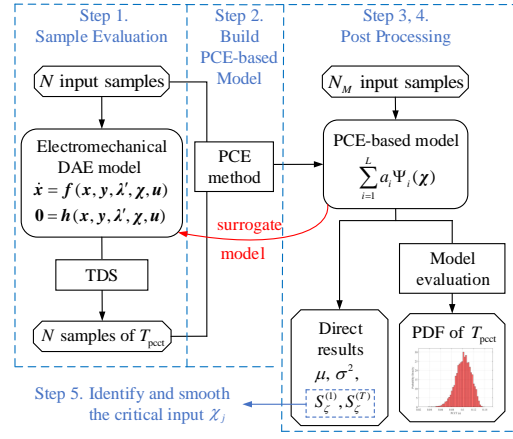 Step 1.
Sample Evaluation
N input samples
Electromechanical
DAE model
ẋ = f(x, y, λ′, χ, u)
0 = h(x, y, λ′, χ, u)
TDS
N samples of T_pcct
Step 2.
Build
PCE-based
Model
PCE
method
surrogate
model
Step 3, 4.
Post Processing
N_M input samples
PCE-based model
∑_{i=1}^{L} a_i Ψ_i(χ)
Model
evaluation
Direct
results
μ, σ²,
S_ζ^(1), S_ζ^(T)
PDF of T_pcct
Step 5. Identify and smooth
the critical input χ_j